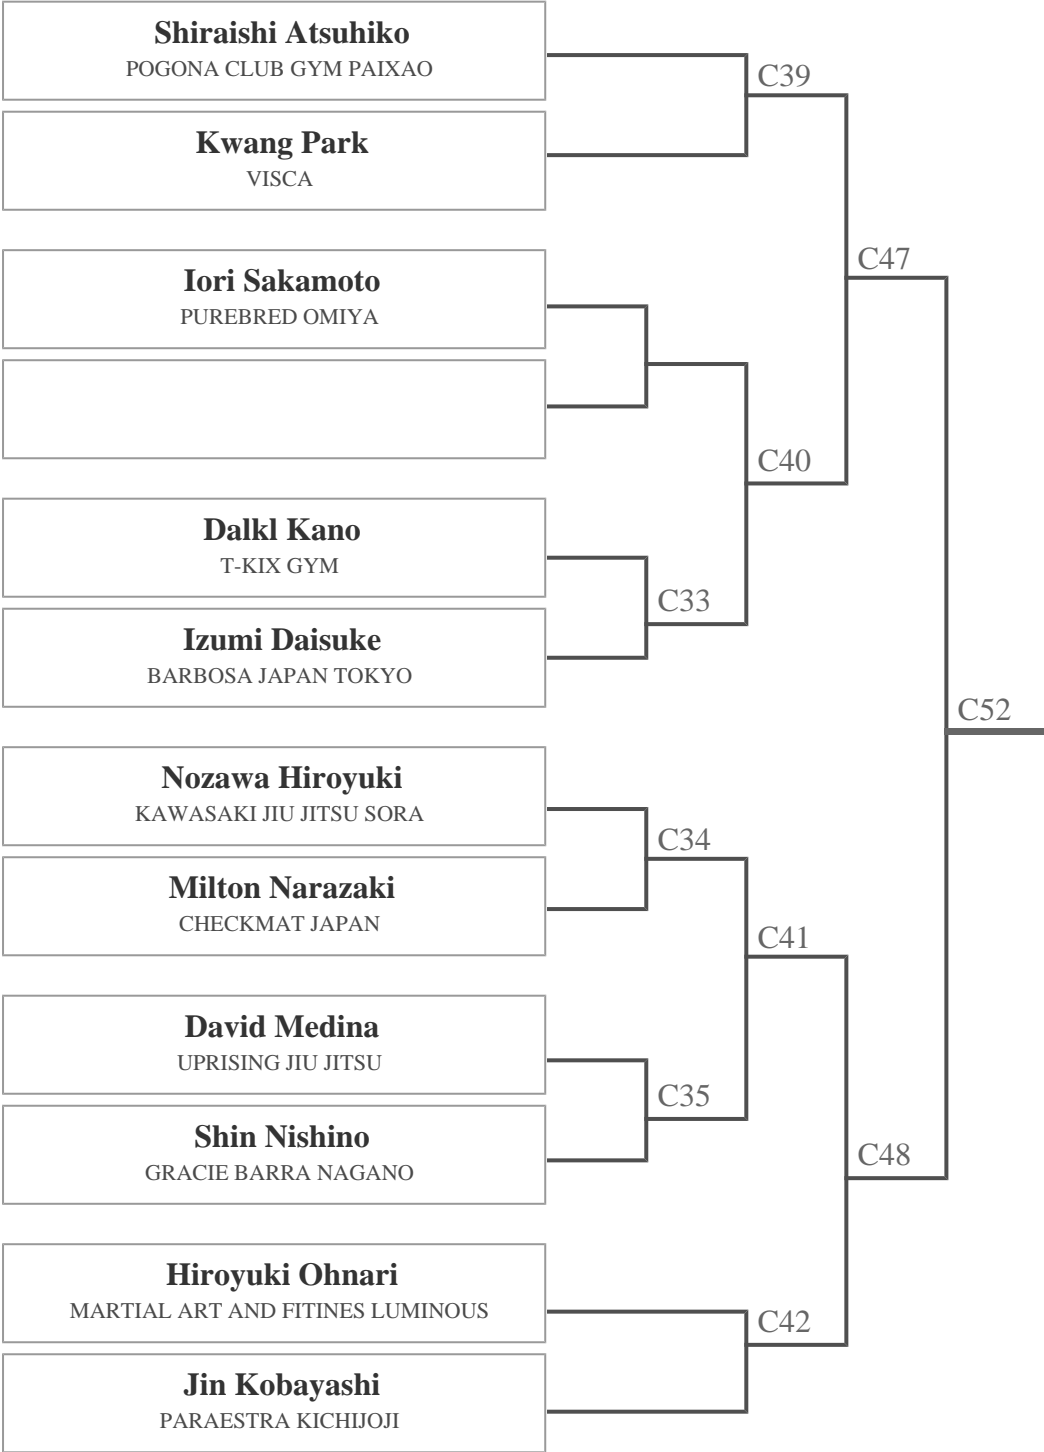 Shiraishi Atsuhiko
POGONA CLUB GYM PAIXAO
C39
Kwang Park
VISCA
C47
Iori Sakamoto
PUREBRED OMIYA
C40
Dalkl Kano
T-KIX GYM
C33
Izumi Daisuke
BARBOSA JAPAN TOKYO
C52
Nozawa Hiroyuki
KAWASAKI JIU JITSU SORA
C34
Milton Narazaki
CHECKMAT JAPAN
C41
David Medina
UPRISING JIU JITSU
C35
Shin Nishino
GRACIE BARRA NAGANO
C48
Hiroyuki Ohnari
MARTIAL ART AND FITINES LUMINOUS
C42
Jin Kobayashi
PARAESTRA KICHIJOJI